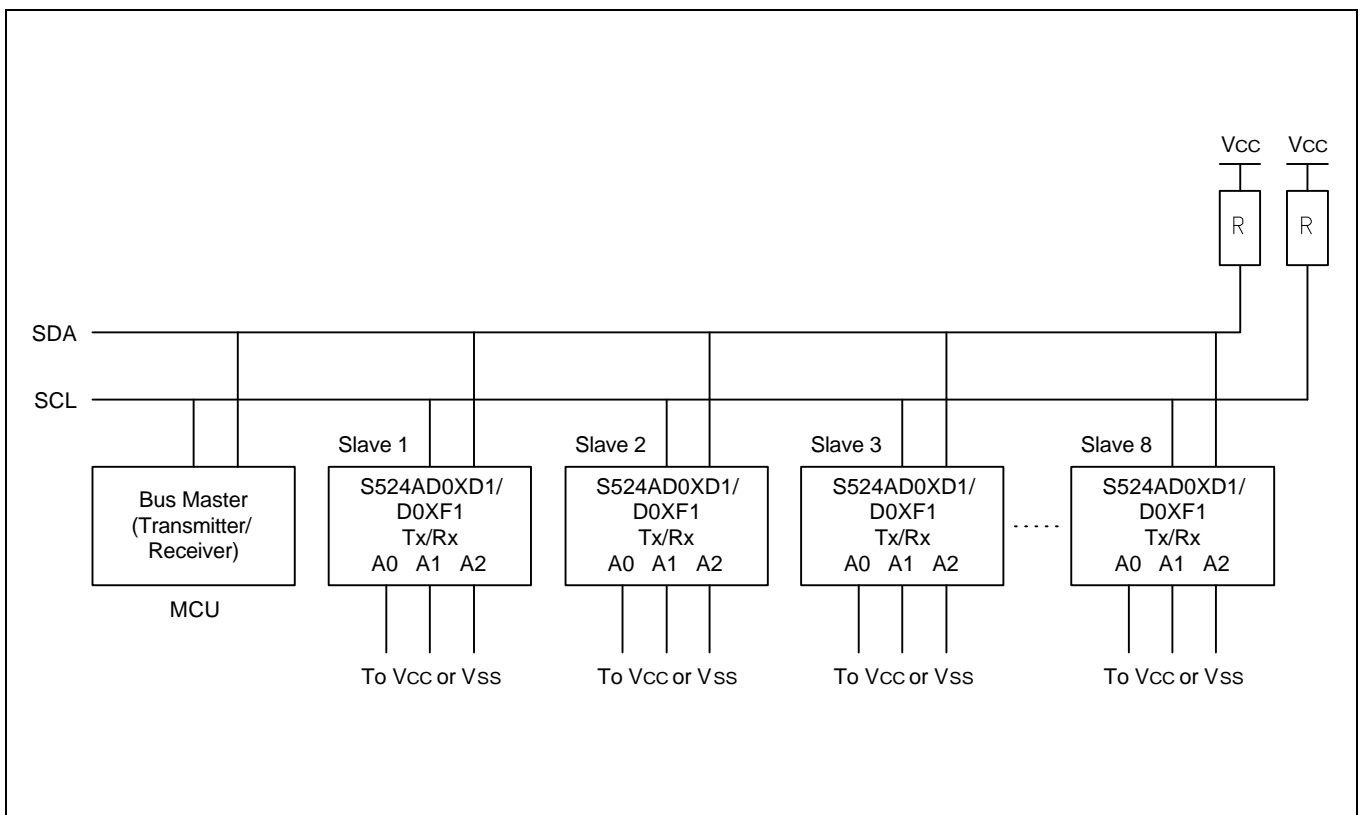 VCC VCC
R R
SDA
SCL
Slave 1 Slave 2 Slave 3 Slave 8
Bus Master
(Transmitter/
Receiver)
MCU
S524AD0XD1/
D0XF1
Tx/Rx
A0 A1 A2
To VCC or VSS
S524AD0XD1/
D0XF1
Tx/Rx
A0 A1 A2
To VCC or VSS
S524AD0XD1/
D0XF1
Tx/Rx
A0 A1 A2
To VCC or VSS
.....
S524AD0XD1/
D0XF1
Tx/Rx
A0 A1 A2
To VCC or VSS